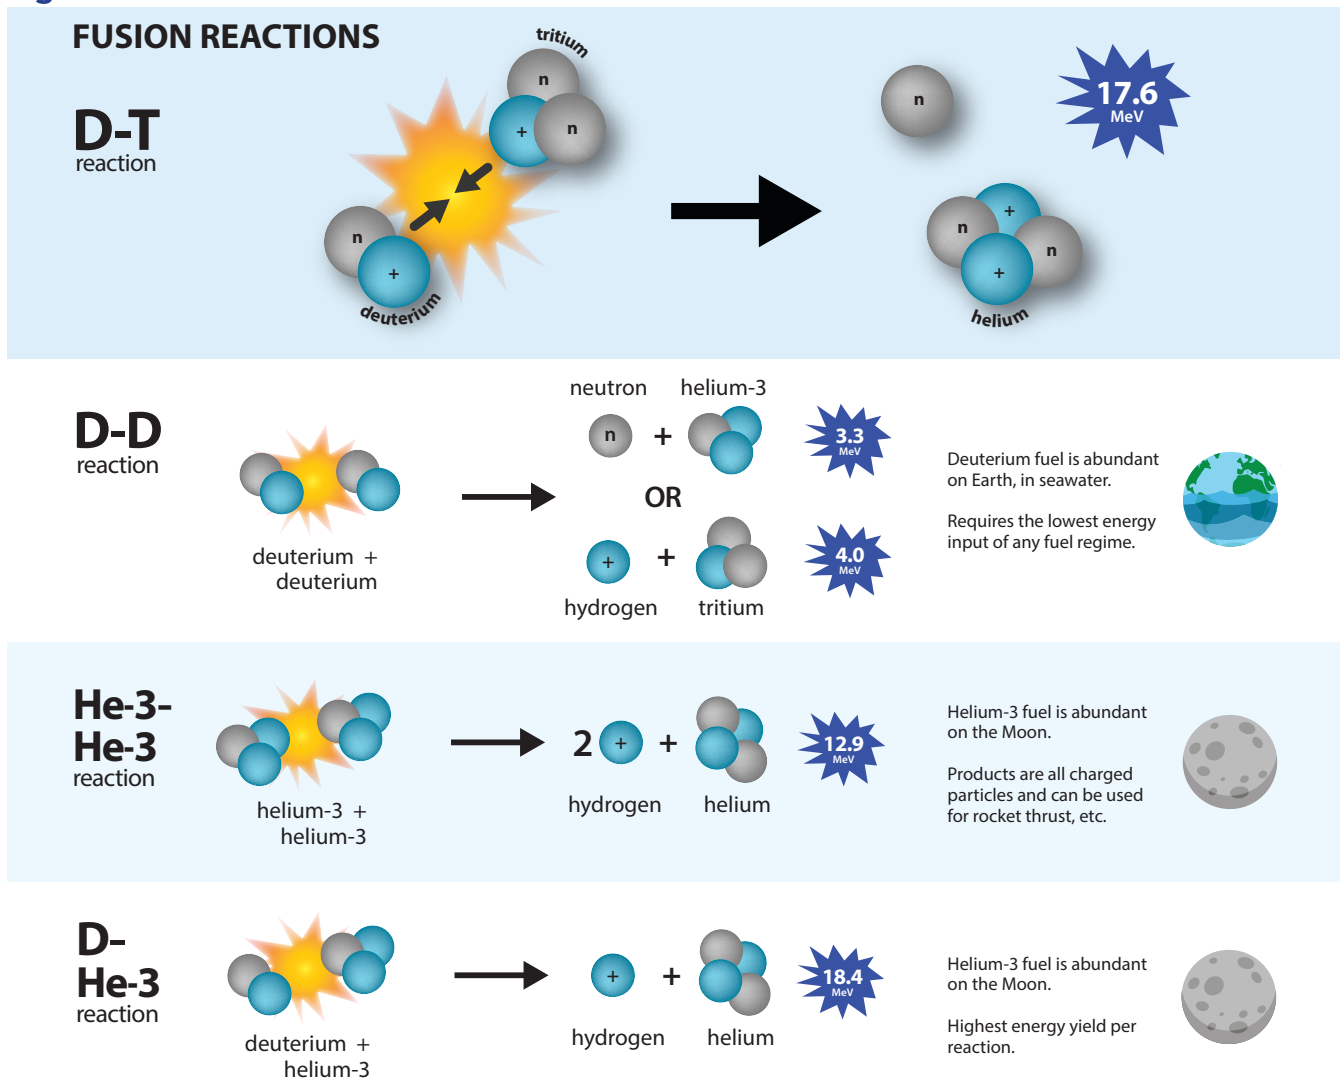 FUSION REACTIONS
D-T
reaction
tritium
n
+
n
n
+
deuterium
n
17.6
MeV
+
n
n
+
helium
D-D
reaction
deuterium +
deuterium
neutron
helium-3
n
+
3.3
MeV
OR
+
+
4.0
MeV
hydrogen
tritium
Deuterium fuel is abundant
on Earth, in seawater.
Requires the lowest energy
input of any fuel regime.
He-3-
He-3
reaction
helium-3 +
helium-3
2 + +
12.9
MeV
hydrogen
helium
Helium-3 fuel is abundant
on the Moon.
Products are all charged
particles and can be used
for rocket thrust, etc.
D-
He-3
reaction
deuterium +
helium-3
+ +
18.4
MeV
hydrogen
helium
Helium-3 fuel is abundant
on the Moon.
Highest energy yield per
reaction.